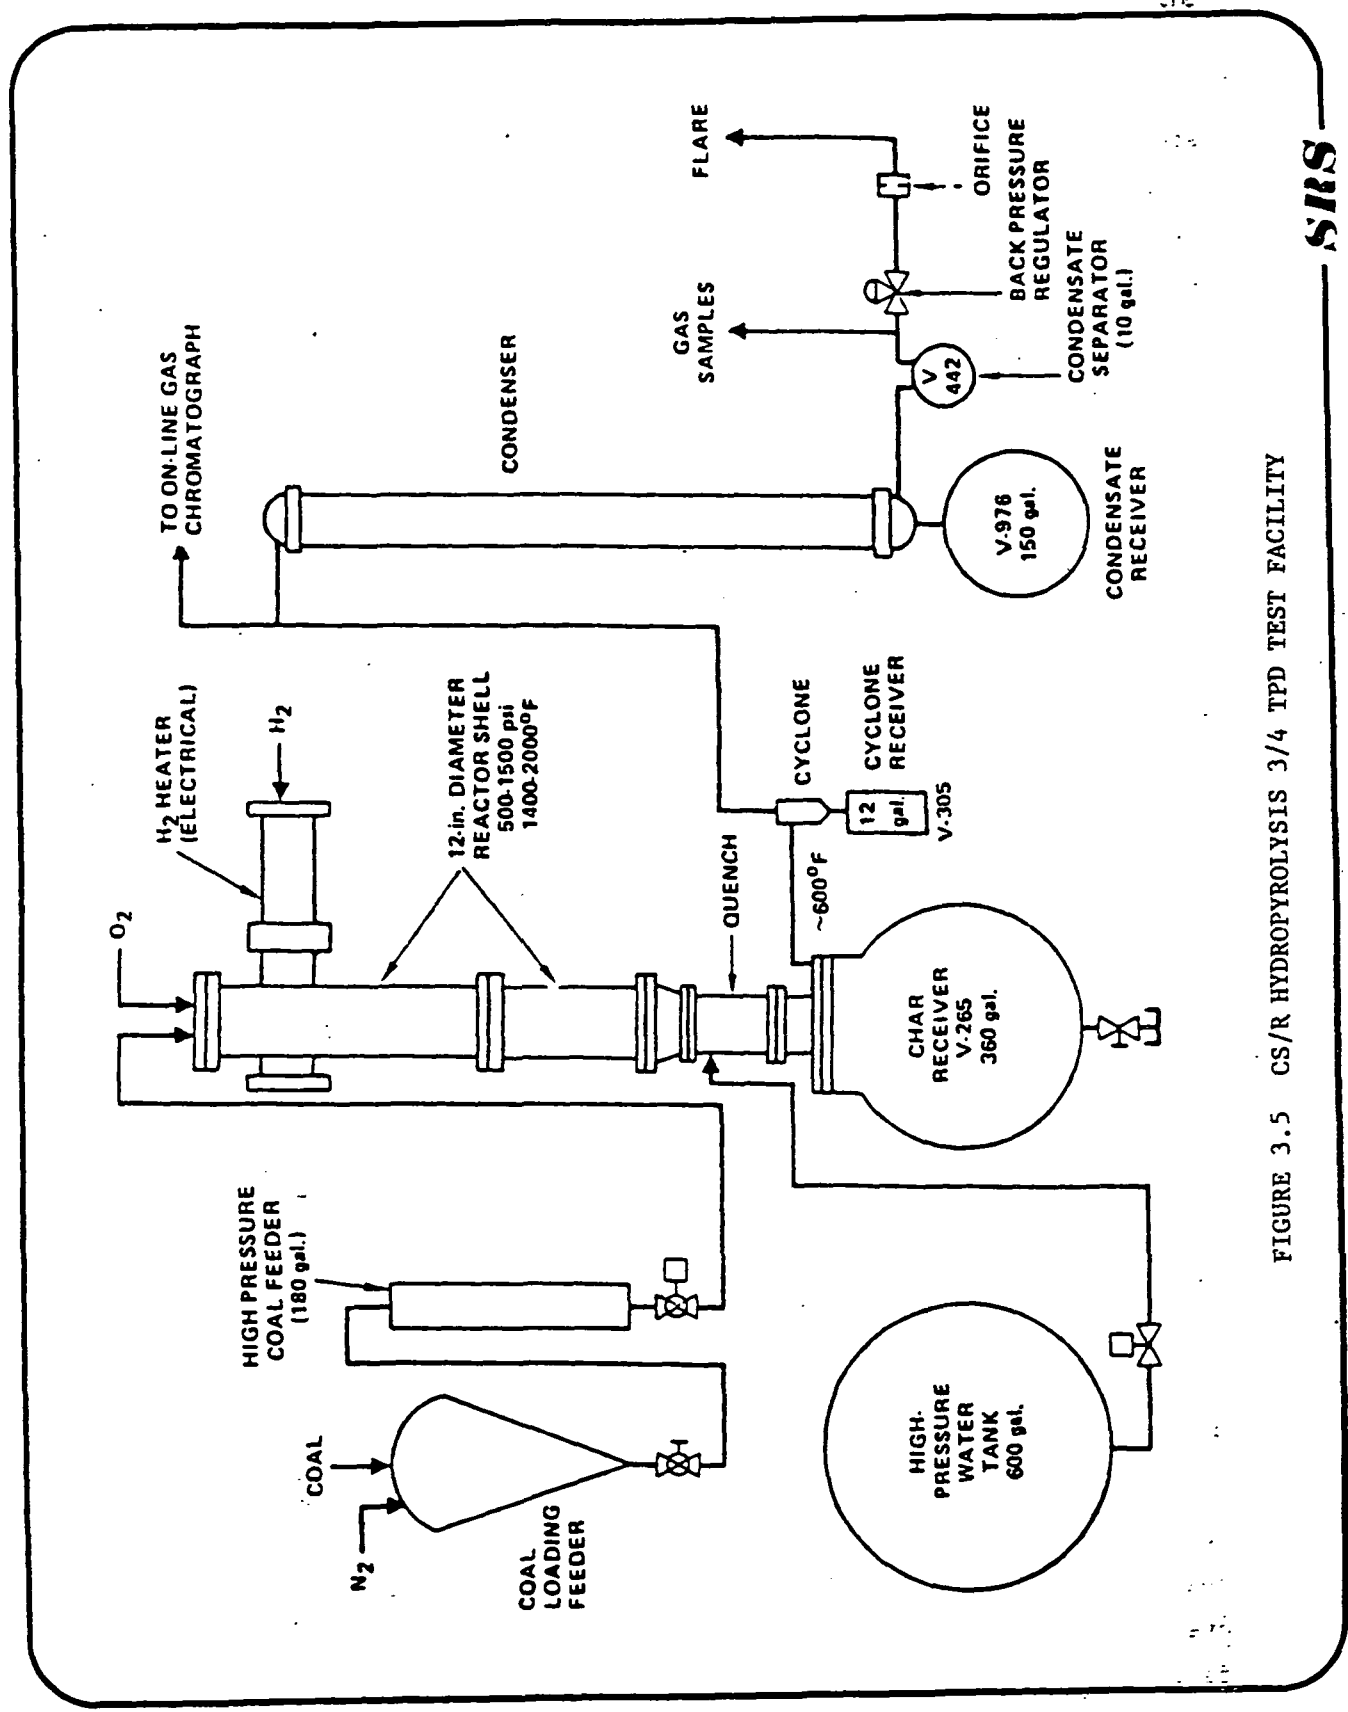 N2
COAL
COAL
LOADING
FEEDER
HIGH PRESSURE
COAL FEEDER
(180 gal.)
HIGH-
PRESSURE
WATER
TANK
600 gal.
O2
H2 HEATER
(ELECTRICAL)
H2
12-in. DIAMETER
REACTOR SHELL
500-1500 psi
1400-2000°F
QUENCH
~600°F
CHAR
RECEIVER
V-265
360 gal.
CYCLONE
12
gal.
CYCLONE
RECEIVER
V-305
TO ON-LINE GAS
CHROMATOGRAPH
CONDENSER
V-976
150 gal.
CONDENSATE
RECEIVER
GAS
SAMPLES
FLARE
V
442
CONDENSATE
SEPARATOR
(10 gal.)
BACK PRESSURE
REGULATOR
ORIFICE
FIGURE 3.5 CS/R HYDROPYROLYSIS 3/4 TPD TEST FACILITY
SRS